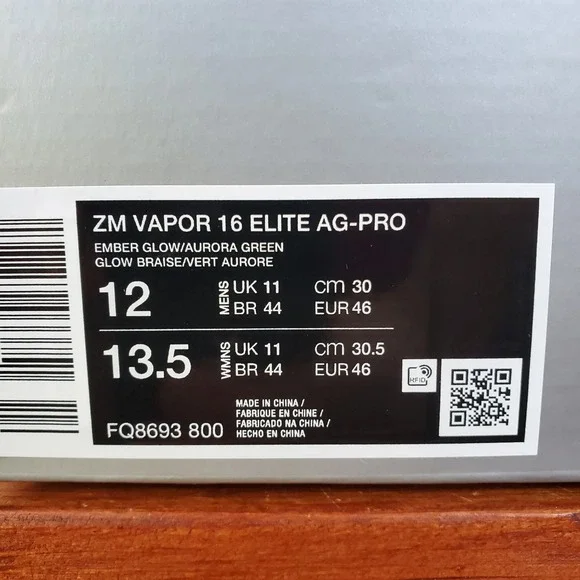 ZM VAPOR 16 ELITE AG-PRO
EMBER GLOW/AURORA GREEN
GLOW BRAISE/VERT AURORE
12 MENS UK 11 cm 30
BR 44 EUR 46
13.5 WMNS UK 11 cm 30.5
BR 44 EUR 46
RFID
FQ8693 800
MADE IN CHINA /
FABRIQUE EN CHINE /
FABRICADO NA CHINA /
HECHO EN CHINA